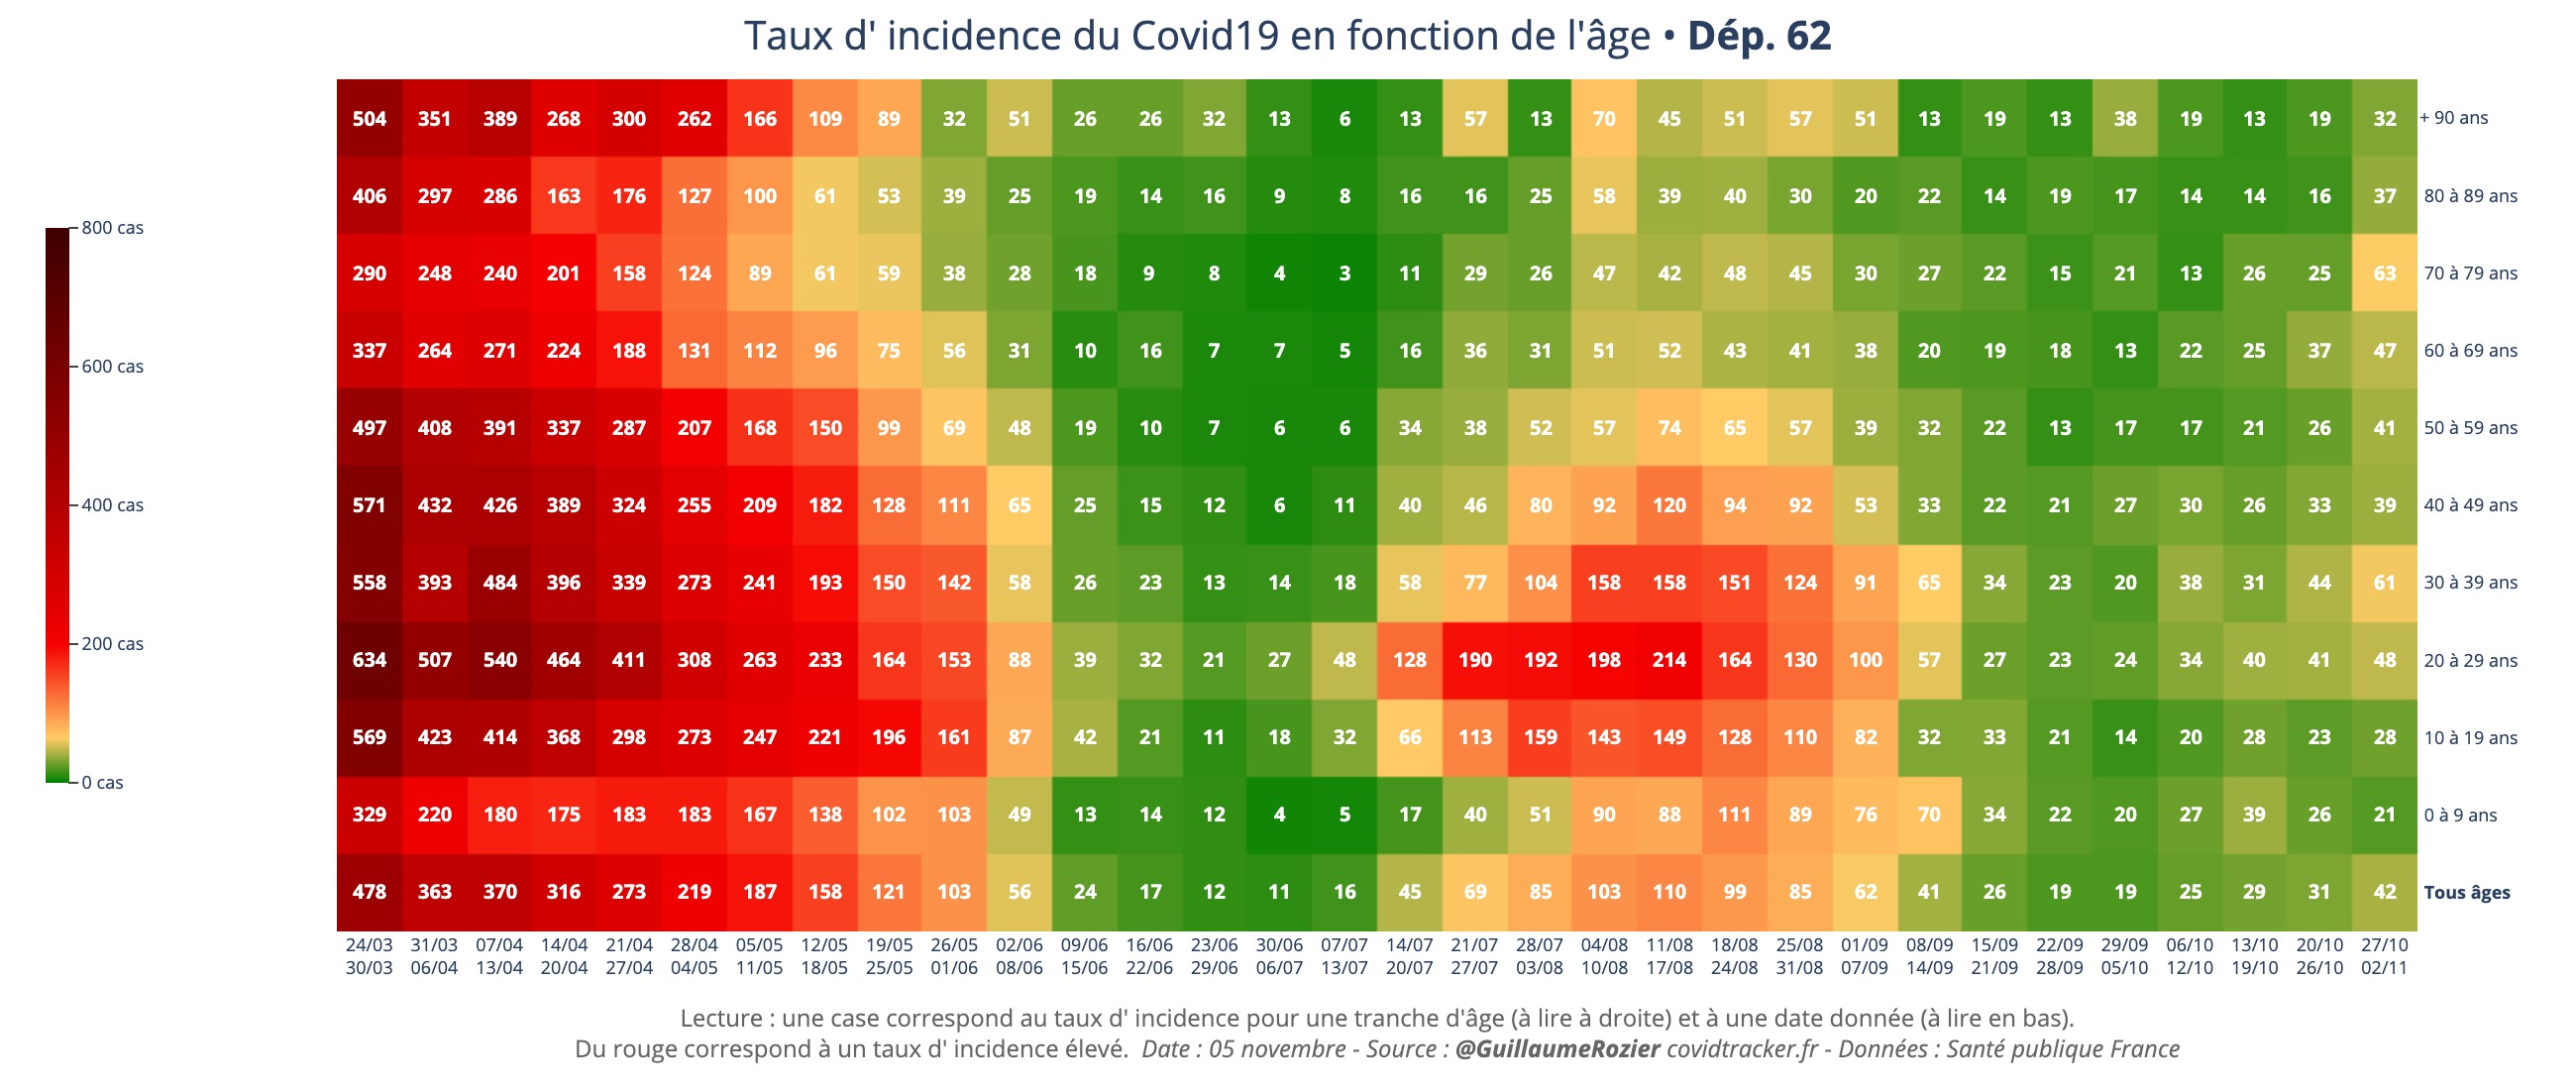 Taux d' incidence du Covid19 en fonction de l'âge • Dép. 62
504 351 389 268 300 262 166 109 89 32 51 26 26 32 13 6 13 57 13 70 45 51 57 51 13 19 13 38 19 13 19 32 + 90 ans
406 297 286 163 176 127 100 61 53 39 25 19 14 16 9 8 16 16 25 58 39 40 30 20 22 14 19 17 14 14 16 37 80 à 89 ans
800 cas
290 248 240 201 158 124 89 61 59 38 28 18 9 8 4 3 11 29 26 47 42 48 45 30 27 22 15 21 13 26 25 63 70 à 79 ans
337 264 271 224 188 131 112 96 75 56 31 10 16 7 7 5 16 36 31 51 52 43 41 38 20 19 18 13 22 25 37 47 60 à 69 ans
600 cas
497 408 391 337 287 207 168 150 99 69 48 19 10 7 6 6 34 38 52 57 74 65 57 39 32 22 13 17 17 21 26 41 50 à 59 ans
400 cas
571 432 426 389 324 255 209 182 128 111 65 25 15 12 6 11 40 46 80 92 120 94 92 53 33 22 21 27 30 26 33 39 40 à 49 ans
558 393 484 396 339 273 241 193 150 142 58 26 23 13 14 18 58 77 104 158 158 151 124 91 65 34 23 20 38 31 44 61 30 à 39 ans
200 cas
634 507 540 464 411 308 263 233 164 153 88 39 32 21 27 48 128 190 192 198 214 164 130 100 57 27 23 24 34 40 41 48 20 à 29 ans
569 423 414 368 298 273 247 221 196 161 87 42 21 11 18 32 66 113 159 143 149 128 110 82 32 33 21 14 20 28 23 28 10 à 19 ans
0 cas
329 220 180 175 183 183 167 138 102 103 49 13 14 12 4 5 17 40 51 90 88 111 89 76 70 34 22 20 27 39 26 21 0 à 9 ans
478 363 370 316 273 219 187 158 121 103 56 24 17 12 11 16 45 69 85 103 110 99 85 62 41 26 19 19 25 29 31 42 Tous âges
24/03 31/03 07/04 14/04 21/04 28/04 05/05 12/05 19/05 26/05 02/06 09/06 16/06 23/06 30/06 07/07 14/07 21/07 28/07 04/08 11/08 18/08 25/08 01/09 08/09 15/09 22/09 29/09 06/10 13/10 20/10 27/10
30/03 06/04 13/04 20/04 27/04 04/05 11/05 18/05 25/05 01/06 08/06 15/06 22/06 29/06 06/07 13/07 20/07 27/07 03/08 10/08 17/08 24/08 31/08 07/09 14/09 21/09 28/09 05/10 12/10 19/10 26/10 02/11
Lecture : une case correspond au taux d' incidence pour une tranche d'âge (à lire à droite) et à une date donnée (à lire en bas).
Du rouge correspond à un taux d' incidence élevé. Date : 05 novembre - Source : @GuillaumeRozier covidtracker.fr - Données : Santé publique France